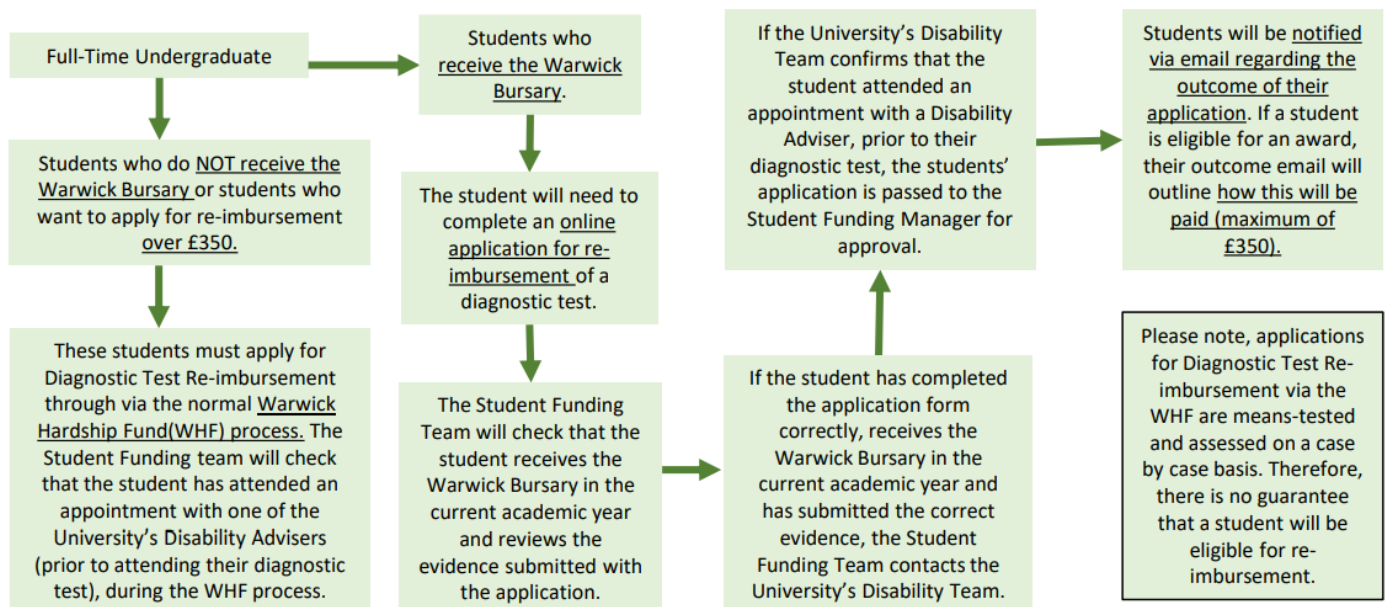 Full-Time Undergraduate
Students who do NOT receive the
Warwick Bursary or students who
want to apply for re-imbursement
over £350.
These students must apply for
Diagnostic Test Re-imbursement
through via the normal Warwick
Hardship Fund(WHF) process. The
Student Funding team will check
that the student has attended an
appointment with one of the
University’s Disability Advisers
(prior to attending their diagnostic
test), during the WHF process.
Students who
receive the Warwick
Bursary.
The student will need to
complete an online
application for re-
imbursement of a
diagnostic test.
The Student Funding
Team will check that the
student receives the
Warwick Bursary in the
current academic year
and reviews the
evidence submitted with
the application.
If the student has completed
the application form
correctly, receives the
Warwick Bursary in the
current academic year and
has submitted the correct
evidence, the Student
Funding Team contacts the
University’s Disability Team.
If the University’s Disability
Team confirms that the
student attended an
appointment with a Disability
Adviser, prior to their
diagnostic test, the students’
application is passed to the
Student Funding Manager for
approval.
Students will be notified
via email regarding the
outcome of their
application. If a student
is eligible for an award,
their outcome email will
outline how this will be
paid (maximum of
£350).
Please note, applications
for Diagnostic Test Re-
imbursement via the
WHF are means-tested
and assessed on a case
by case basis. Therefore,
there is no guarantee
that a student will be
eligible for re-
imbursement.